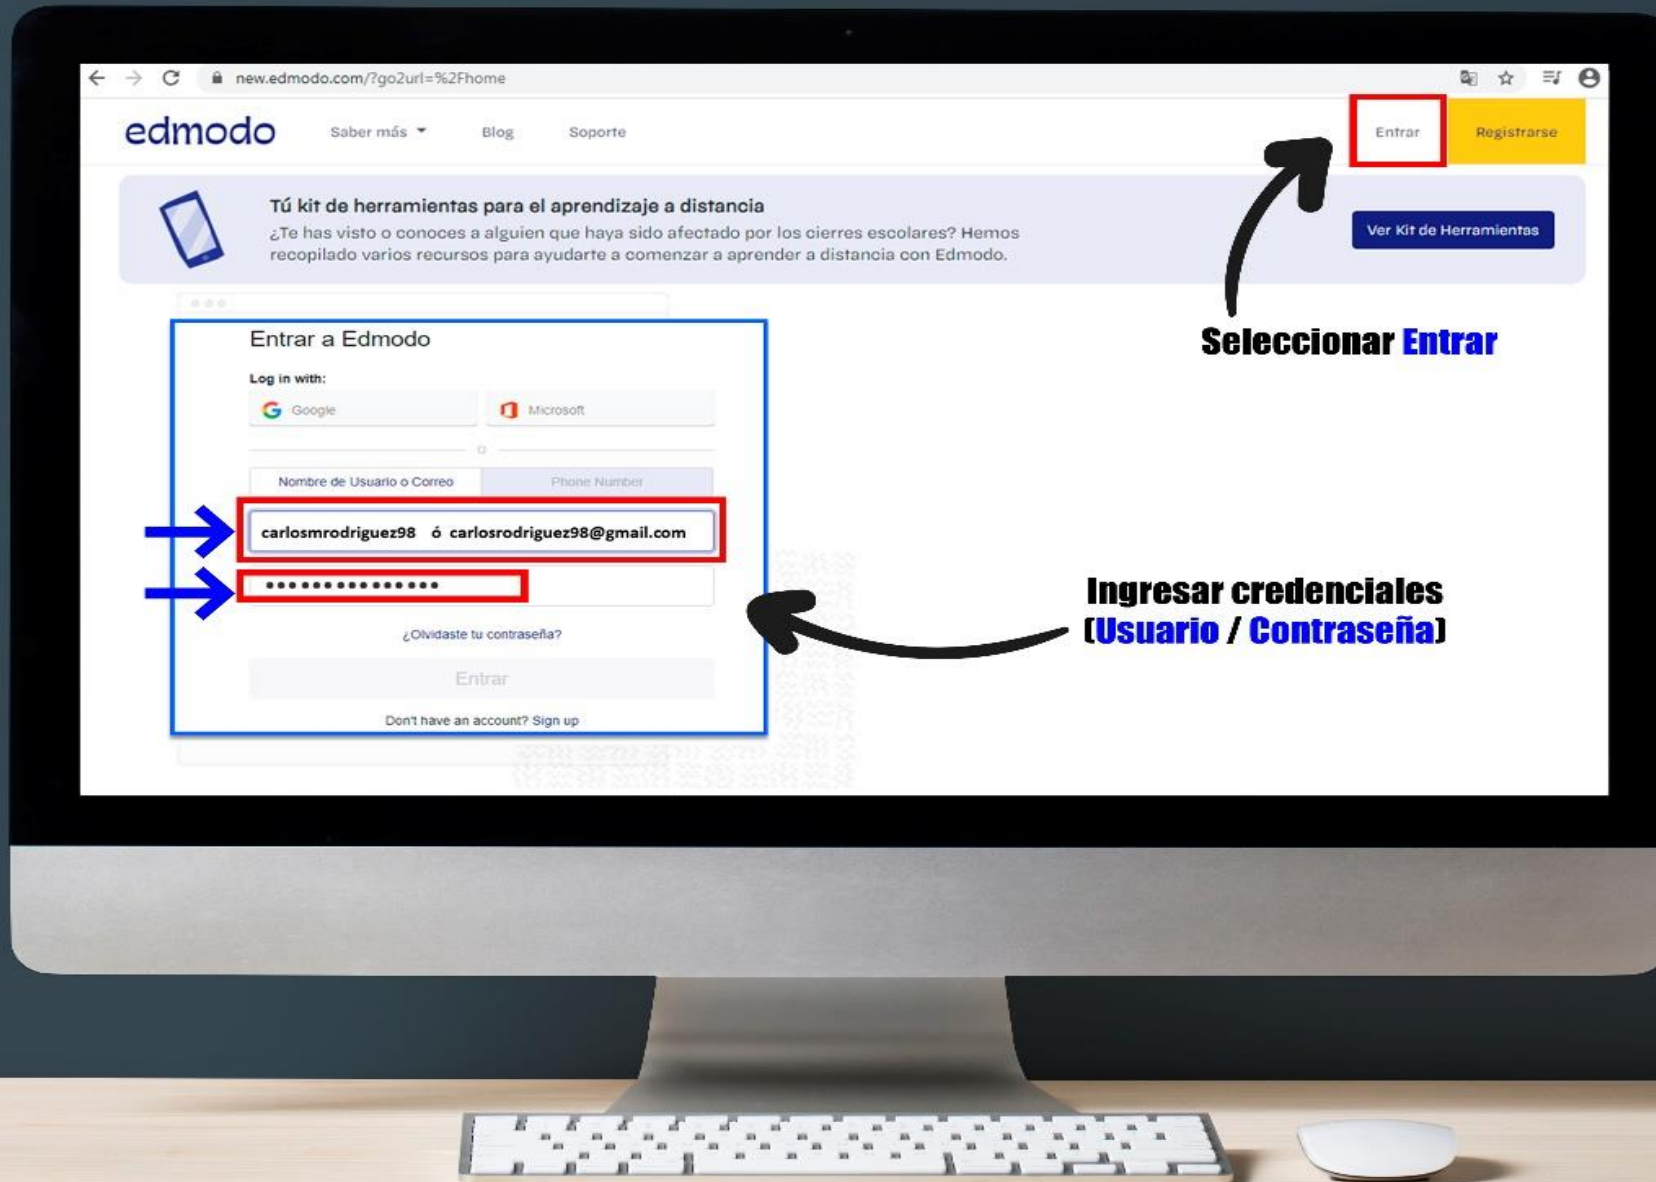 new.edmodo.com/?go2url=%2Fhome
edmodo
Saber más
Blog
Soporte
Entrar
Registrarse
Tú kit de herramientas para el aprendizaje a distancia
¿Te has visto o conoces a alguien que haya sido afectado por los cierres escolares? Hemos
recopilado varios recursos para ayudarte a comenzar a aprender a distancia con Edmodo.
Ver Kit de Herramientas
Seleccionar Entrar
Entrar a Edmodo
Log in with:
Google
Microsoft
o
Nombre de Usuario o Correo
Phone Number
carlosmrodriguez98 ó carlosrodriguez98@gmail.com
¿Olvidaste tu contraseña?
Entrar
Don't have an account? Sign up
Ingresar credenciales
(Usuario / Contraseña)